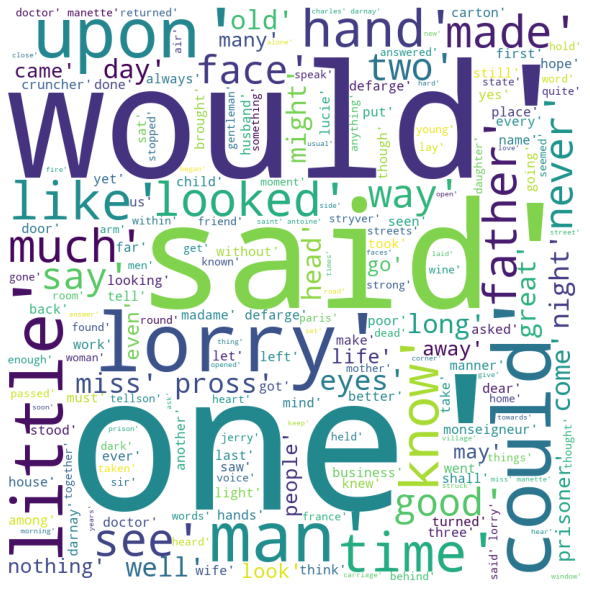 doctor' manette'
returned'
upon'
old'
hand'
made'
charles' darnay'
now'
close'
air'
many'
carton'
came'
day'
face'
two'
answered'
first'
hold'
cruncher'
done'
always'
might'
speak'
defarge'
still'
hope'
word'
state'
yes'
quite'
would'
sat'
stopped'
brought'
gentleman'
husband'
something'
lucie'
anything'
though'
put'
young'
lay'
place'
every'
name'
going'
hard'
love'
seemed'
began'
alone'
usual'
fire'
like'
looked'
way'
father'
never'
daughter'
yet'
us'
child'
moment'
side'
open'
door'
within'
friend'
saint' antoine'
stryver'
seen'
much'
said'
arm'
far'
get'
without'
streets'
took'
faces'
street'
gone'
men'
known'
head'
go'
wine'
strong'
laid'
times'
road'
say'
looking'
great'
night'
back'
tell'
even'
madame' defarge'
paris'
poor'
long'
asked'
little'
lorry'
room'
answer'
found'
round'
set'
dead'
enough'
work'
woman'
let'
left'
thing'
opened'
make'
life'
away'
manner'
could'
come'
miss' pross'
got'
eyes'
mother'
corner'
give'
passed'
soon'
must'
tellson'
heart'
mind'
better'
know'
take'
dear'
home'
towards'
stood'
prison'
ask'
keep'
monseigneur'
thought'
one'
dark'
another'
jerry'
held'
village'
house'
together'
ever'
last'
saw'
people'
business'
went'
may'
things'
taken'
voice'
knew'
shall'
among'
darnay'
sir'
light'
good'
struck'
miss' manette'
prisoner'
morning'
years'
doctor'
words'
hands'
france'
turned'
said' lorry'
see'
man'
time'
heard'
three'
hear'
nothing'
well'
wife'
look'
think'
carriage'
behind'
window'